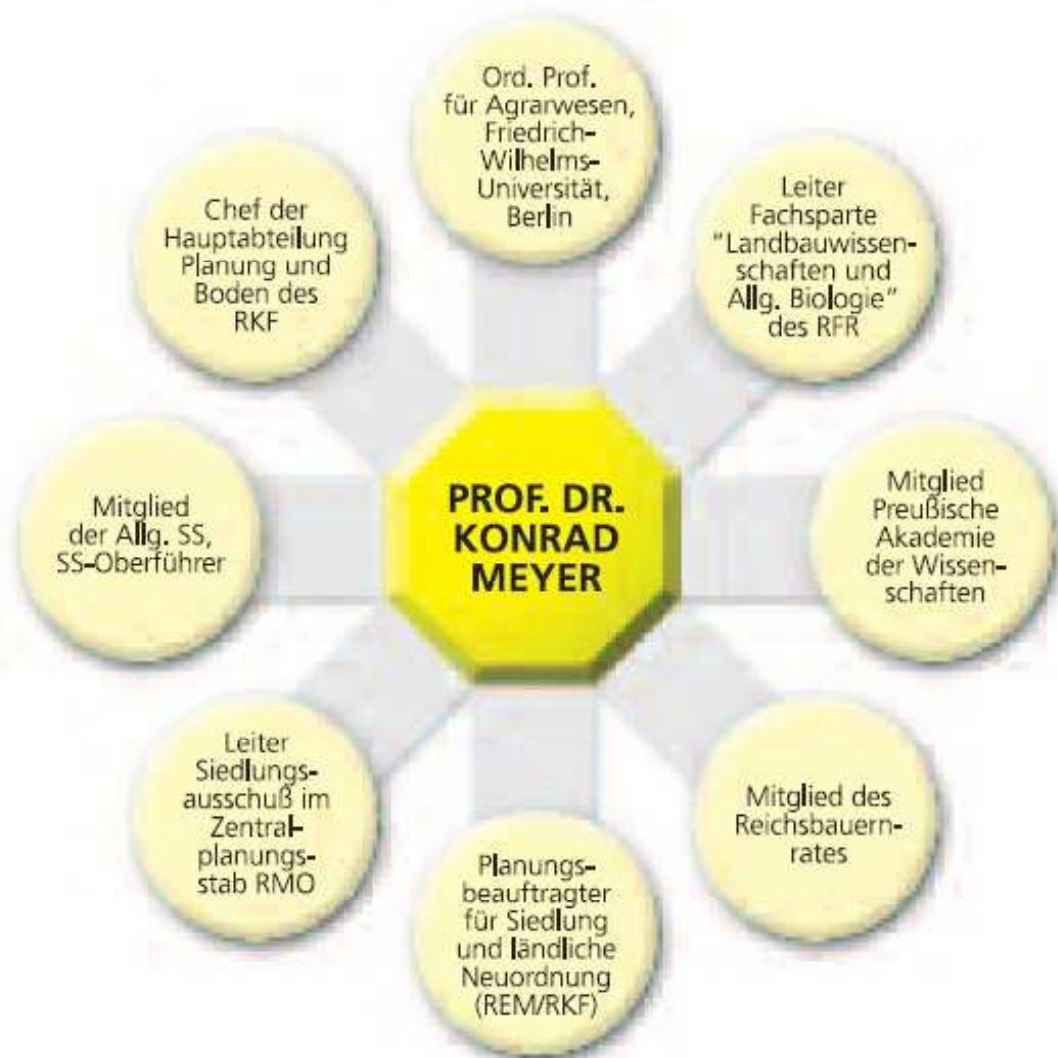 PROF. DR.
KONRAD
MEYER
Ord. Prof.
für Agrarwesen,
Friedrich-
Wilhelms-
Universität,
Berlin
Leiter
Fachsparte
"Landbauwissen-
schaften und
Allg. Biologie"
des RFR
Mitglied
Preußische
Akademie
der Wissen-
schaften
Mitglied des
Reichsbauern-
rates
Planungs-
beauftragter
für Siedlung
und ländliche
Neuordnung
(REM/RKF)
Leiter
Siedlungs-
ausschuß im
Zentral-
planungs-
stab RMO
Mitglied
der Allg. SS,
SS-Oberführer
Chef der
Hauptabteilung
Planung und
Boden des
RKF